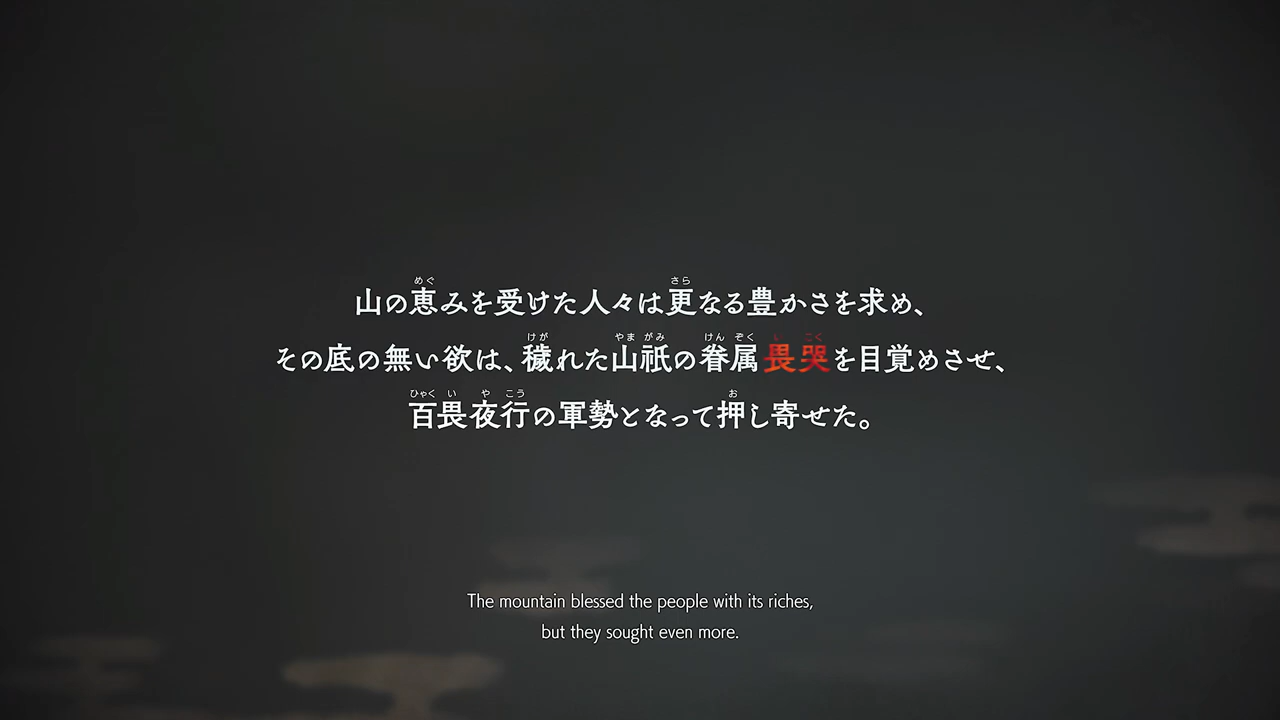 山の恵みを受けた人々は更なる豊かさを求め、
その底の無い欲は、穢れた山祇の眷属畏哭を目覚めさせ、
百畏夜行の軍勢となって押し寄せた。
The mountain blessed the people with its riches,
but they sought even more.